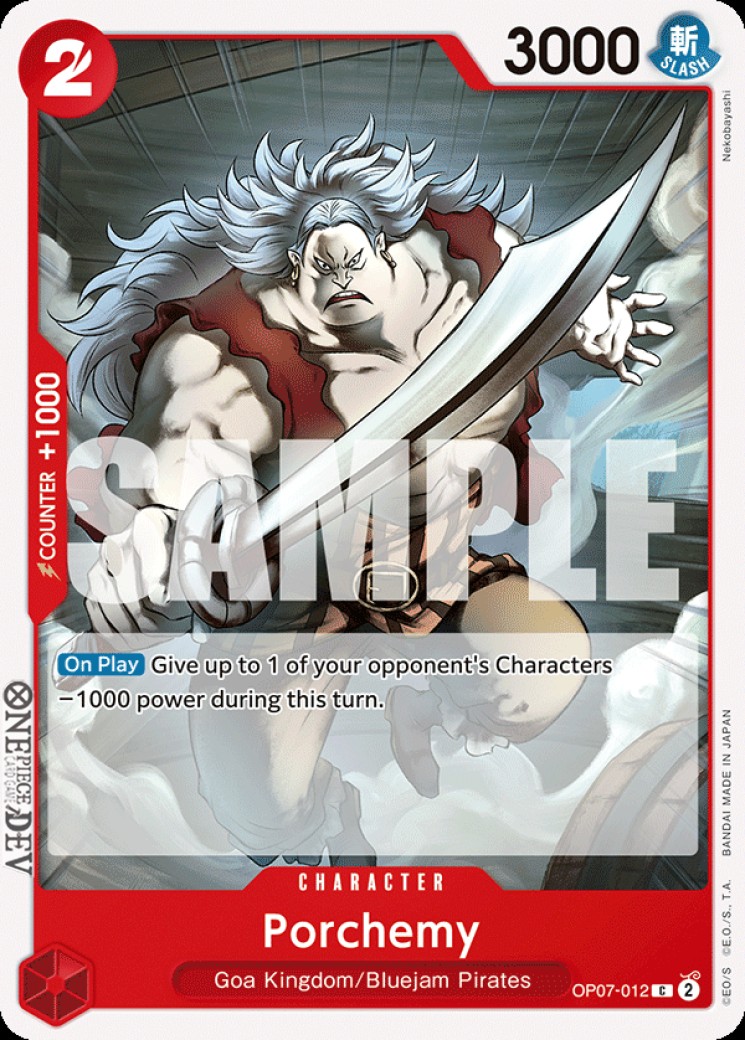 2
3000
斬
SLASH
Nekobayashi
COUNTER +1000
SAMPLE
On Play Give up to 1 of your opponent's Characters
−1000 power during this turn.
ONE PIECE
CARD GAME
.DEV
CHARACTER
Porchemy
Goa Kingdom/Bluejam Pirates
OP07-012 C 2
©EO/S ©E.O./S., T.A. BANDAI MADE IN JAPAN